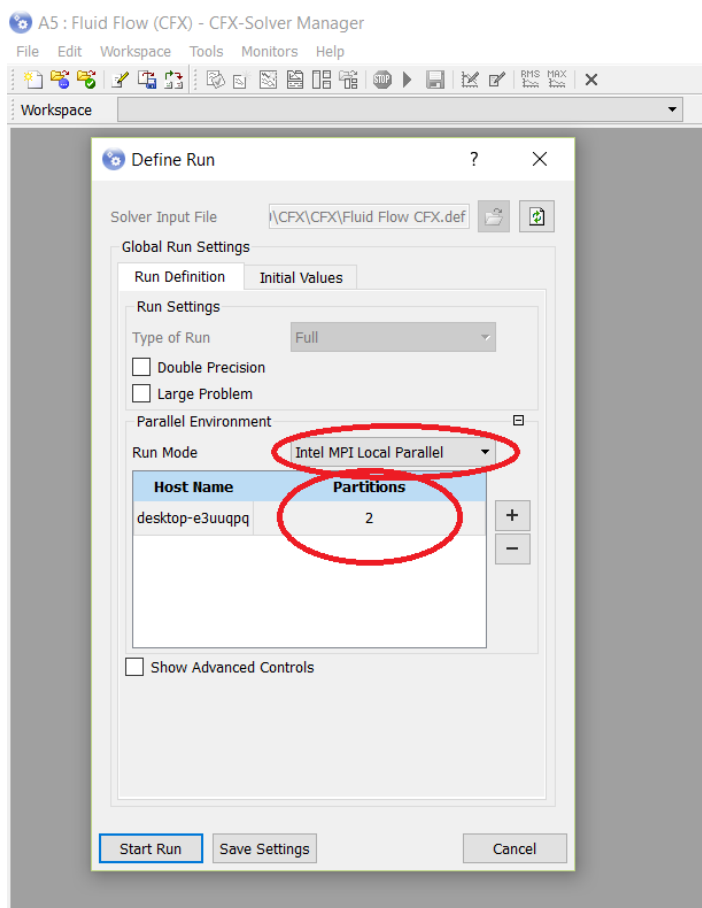 A5 : Fluid Flow (CFX) - CFX-Solver Manager
File Edit Workspace Tools Monitors Help
STOP RMS MAX
Workspace
Define Run ?
Solver Input File \CFX\CFX\Fluid Flow CFX.def
Global Run Settings
Run Definition Initial Values
Run Settings
Type of Run Full
Double Precision
Large Problem
Parallel Environment
Run Mode Intel MPI Local Parallel
Host Name Partitions
desktop-e3uuqpq 2
+
−
Show Advanced Controls
Start Run Save Settings Cancel